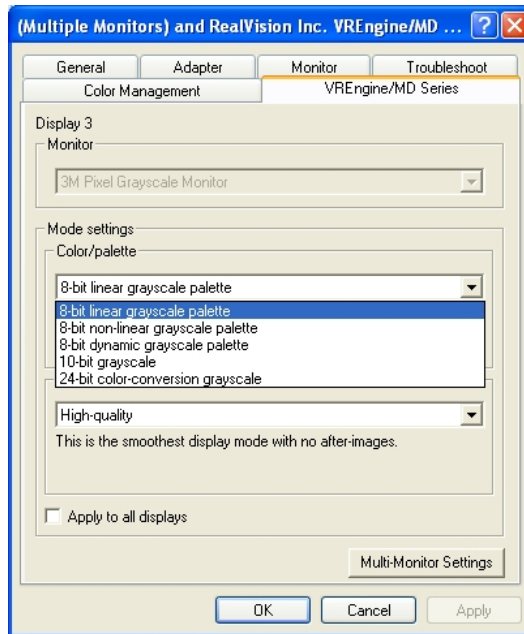 (Multiple Monitors) and RealVision Inc. VREngine/MD ...
General Adapter Monitor Troubleshoot
Color Management VREngine/MD Series
Display 3
Monitor
3M Pixel Grayscale Monitor
Mode settings
Color/palette
8-bit linear grayscale palette
8-bit linear grayscale palette
8-bit non-linear grayscale palette
8-bit dynamic grayscale palette
10-bit grayscale
24-bit color-conversion grayscale
High-quality
This is the smoothest display mode with no after-images.
Apply to all displays
Multi-Monitor Settings
OK Cancel Apply